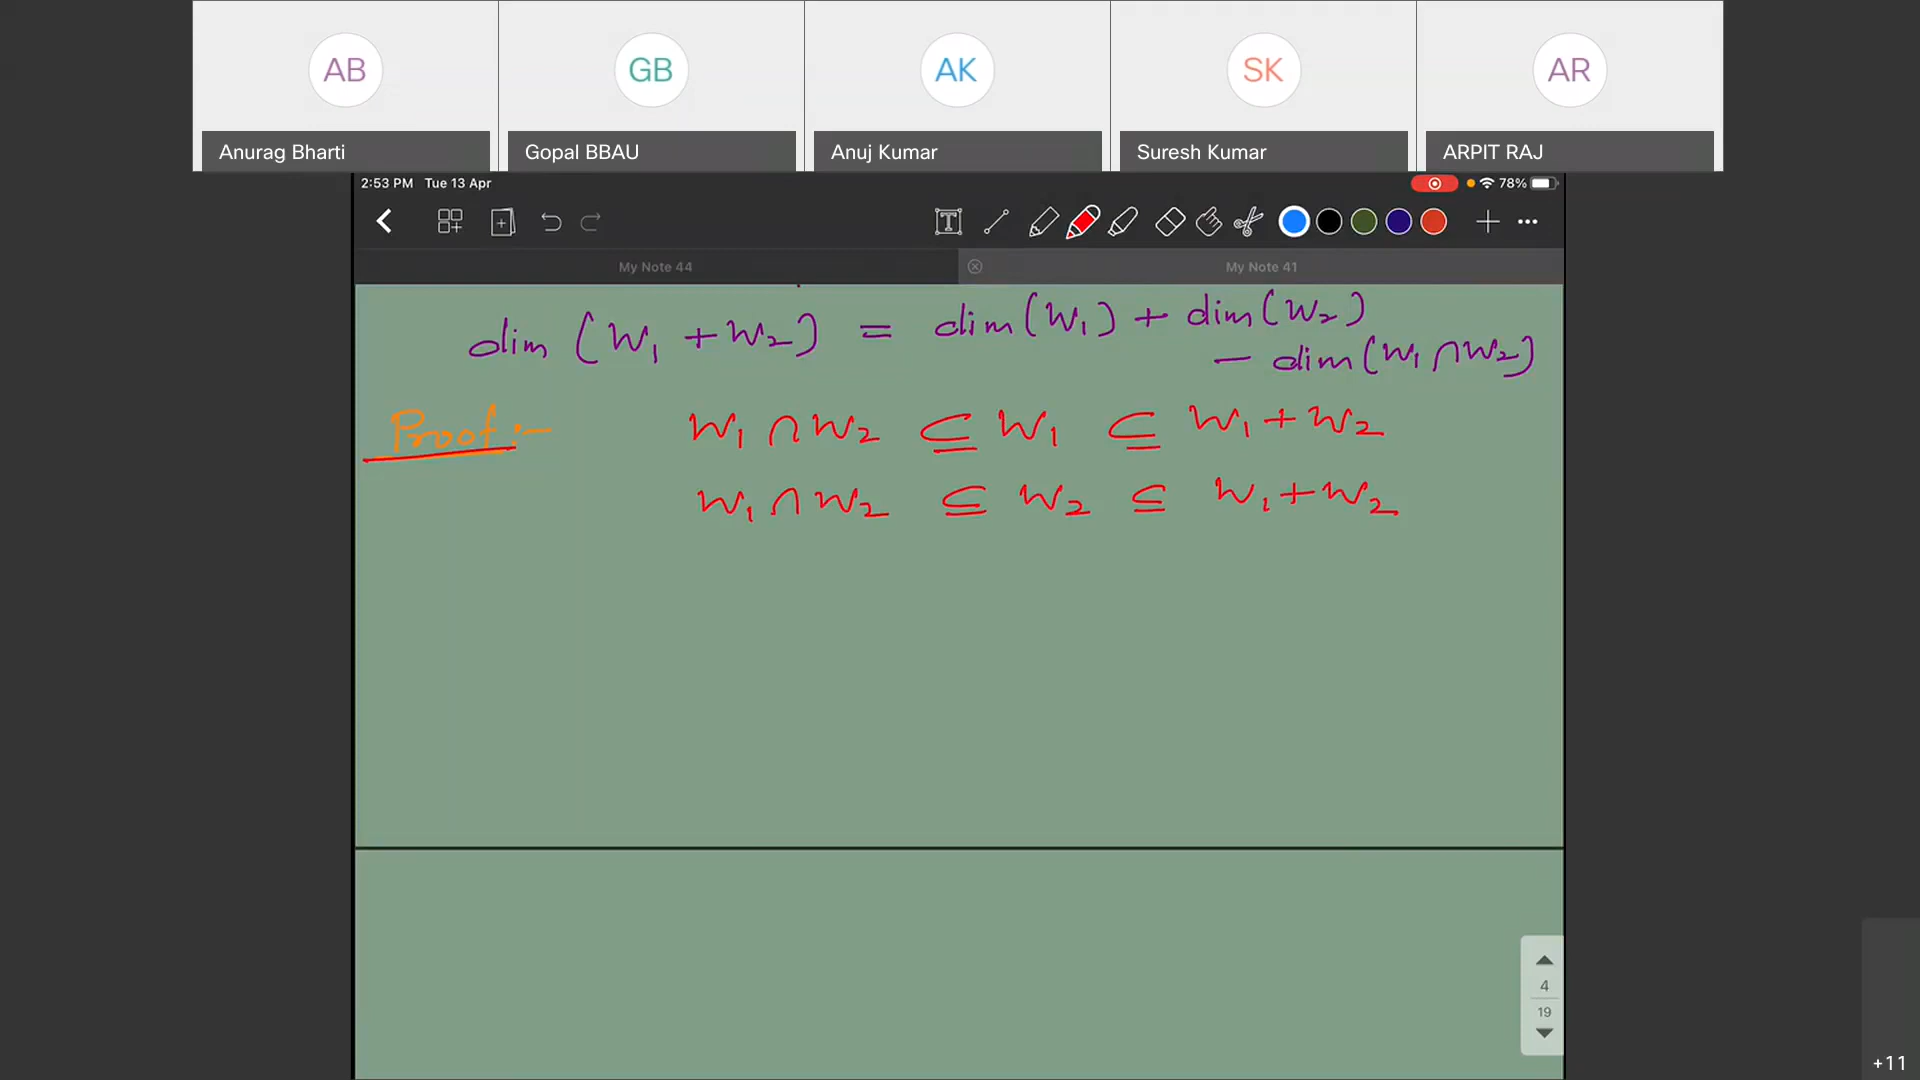 AB GB AK SK AR
Anurag Bharti Gopal BBAU Anuj Kumar Suresh Kumar ARPIT RAJ
2:53 PM Tue 13 Apr 78%
My Note 44 My Note 41
dim (W₁ + W₂) = dim(W₁) + dim(W₂)
− dim(W₁ ∩ W₂)
Proof :- W₁ ∩ W₂ ⊆ W₁ ⊆ W₁ + W₂
W₁ ∩ W₂ ⊆ W₂ ⊆ W₁ + W₂
4
19
+11